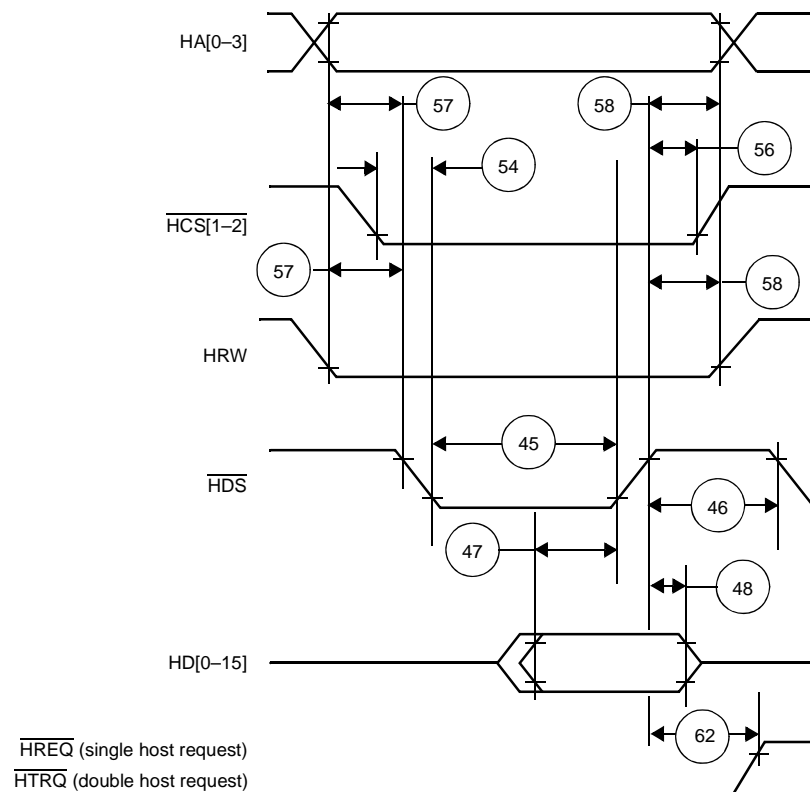 HA[0–3]
57
58
56
54
HCS[1–2]
57
58
HRW
45
HDS
46
47
48
HD[0–15]
62
HREQ (single host request)
HTRQ (double host request)